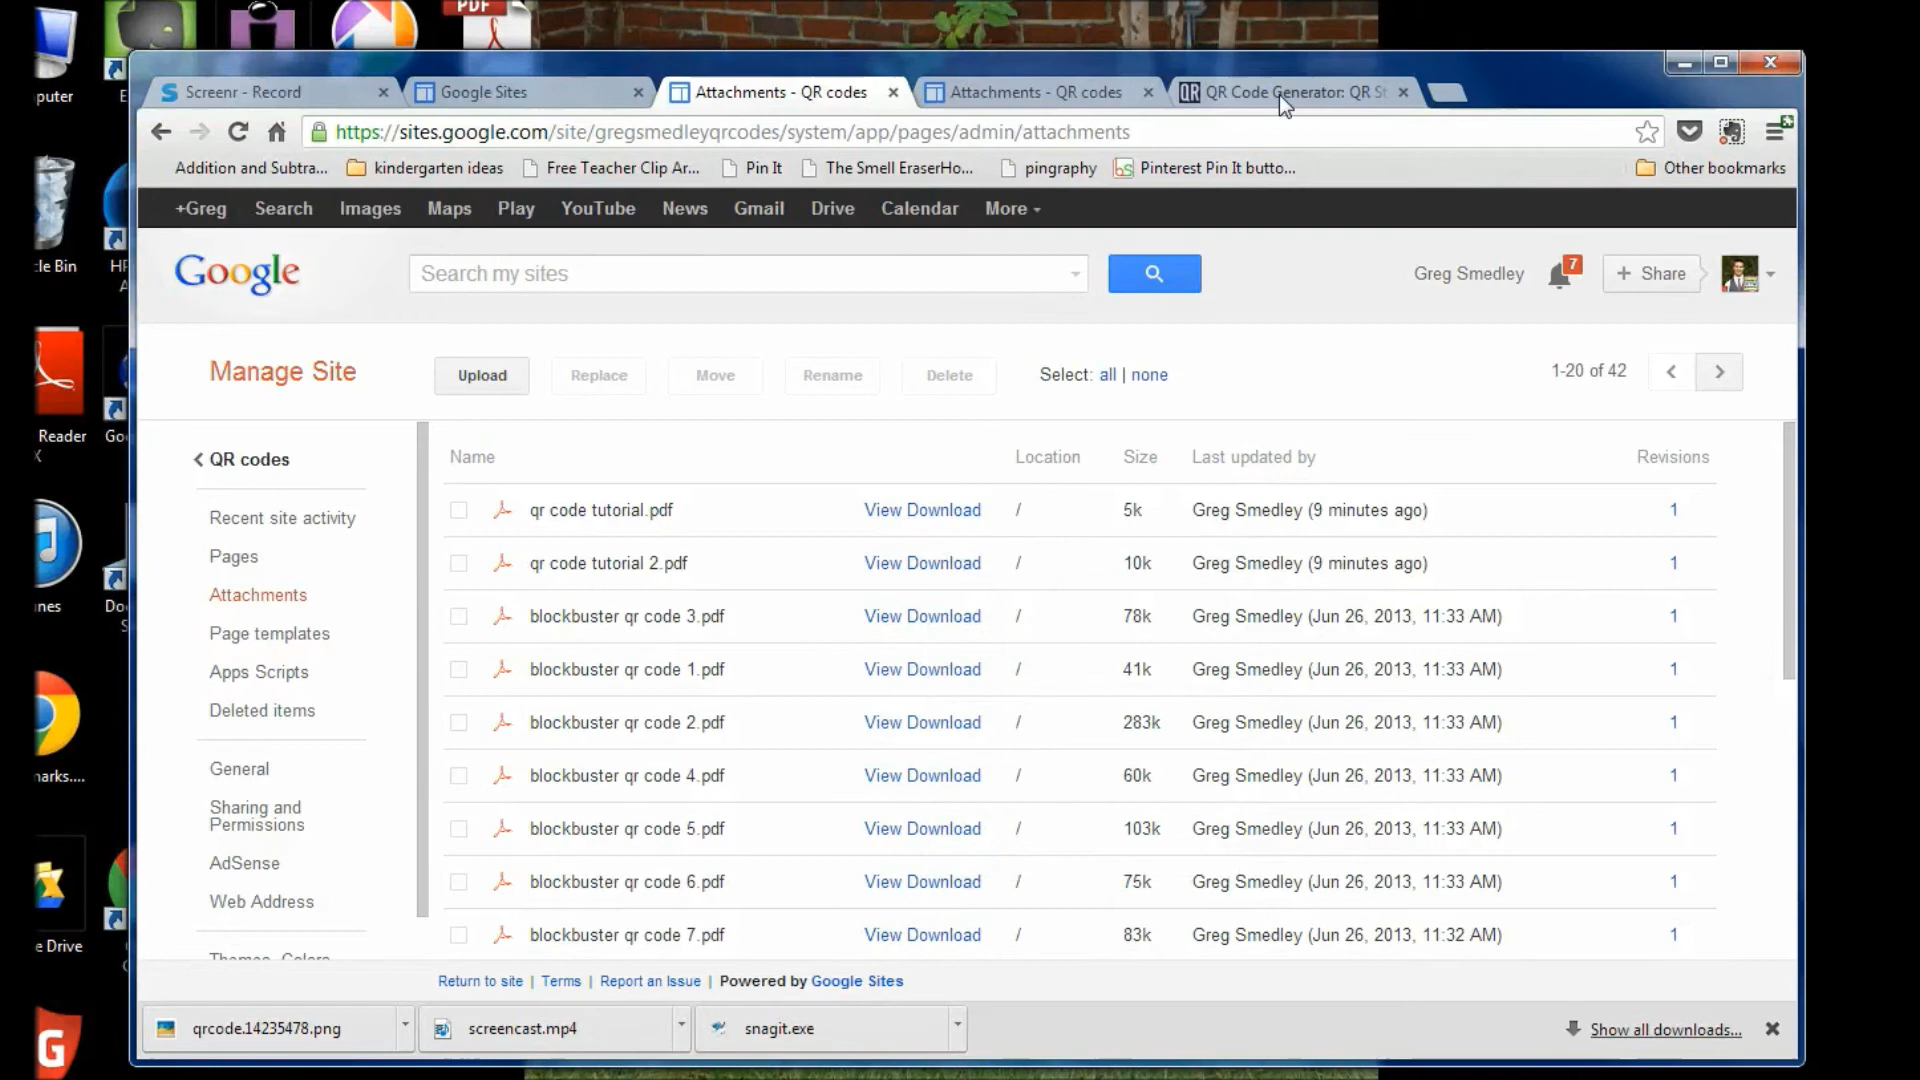 PDF
Screenr - Record
Google Sites
Attachments - QR codes
Attachments - QR codes
QR Code Generator: QR St
https://sites.google.com/site/gregsmedleyqrcodes/system/app/pages/admin/attachments
Addition and Subtra...
kindergarten ideas
Free Teacher Clip Ar...
Pin It
The Smell EraserHo...
pingraphy
Pinterest Pin It butto...
Other bookmarks
+Greg Search Images Maps Play YouTube News Gmail Drive Calendar More
Google
Search my sites
Greg Smedley
7
+ Share
Manage Site
Upload
Replace
Move
Rename
Delete
Select: all | none
1-20 of 42
QR codes
Recent site activity
Pages
Attachments
Page templates
Apps Scripts
Deleted items
General
Sharing and
Permissions
AdSense
Web Address
Themes, Colors
Name Location Size Last updated by Revisions
qr code tutorial.pdf View Download / 5k Greg Smedley (9 minutes ago) 1
qr code tutorial 2.pdf View Download / 10k Greg Smedley (9 minutes ago) 1
blockbuster qr code 3.pdf View Download / 78k Greg Smedley (Jun 26, 2013, 11:33 AM) 1
blockbuster qr code 1.pdf View Download / 41k Greg Smedley (Jun 26, 2013, 11:33 AM) 1
blockbuster qr code 2.pdf View Download / 283k Greg Smedley (Jun 26, 2013, 11:33 AM) 1
blockbuster qr code 4.pdf View Download / 60k Greg Smedley (Jun 26, 2013, 11:33 AM) 1
blockbuster qr code 5.pdf View Download / 103k Greg Smedley (Jun 26, 2013, 11:33 AM) 1
blockbuster qr code 6.pdf View Download / 75k Greg Smedley (Jun 26, 2013, 11:33 AM) 1
blockbuster qr code 7.pdf View Download / 83k Greg Smedley (Jun 26, 2013, 11:32 AM) 1
Return to site | Terms | Report an Issue | Powered by Google Sites
qrcode.14235478.png
screencast.mp4
snagit.exe
Show all downloads...
puter
E
cle Bin
HF
A
Reader
X
Goo
unes
Doo
S
marks....
e Drive
G